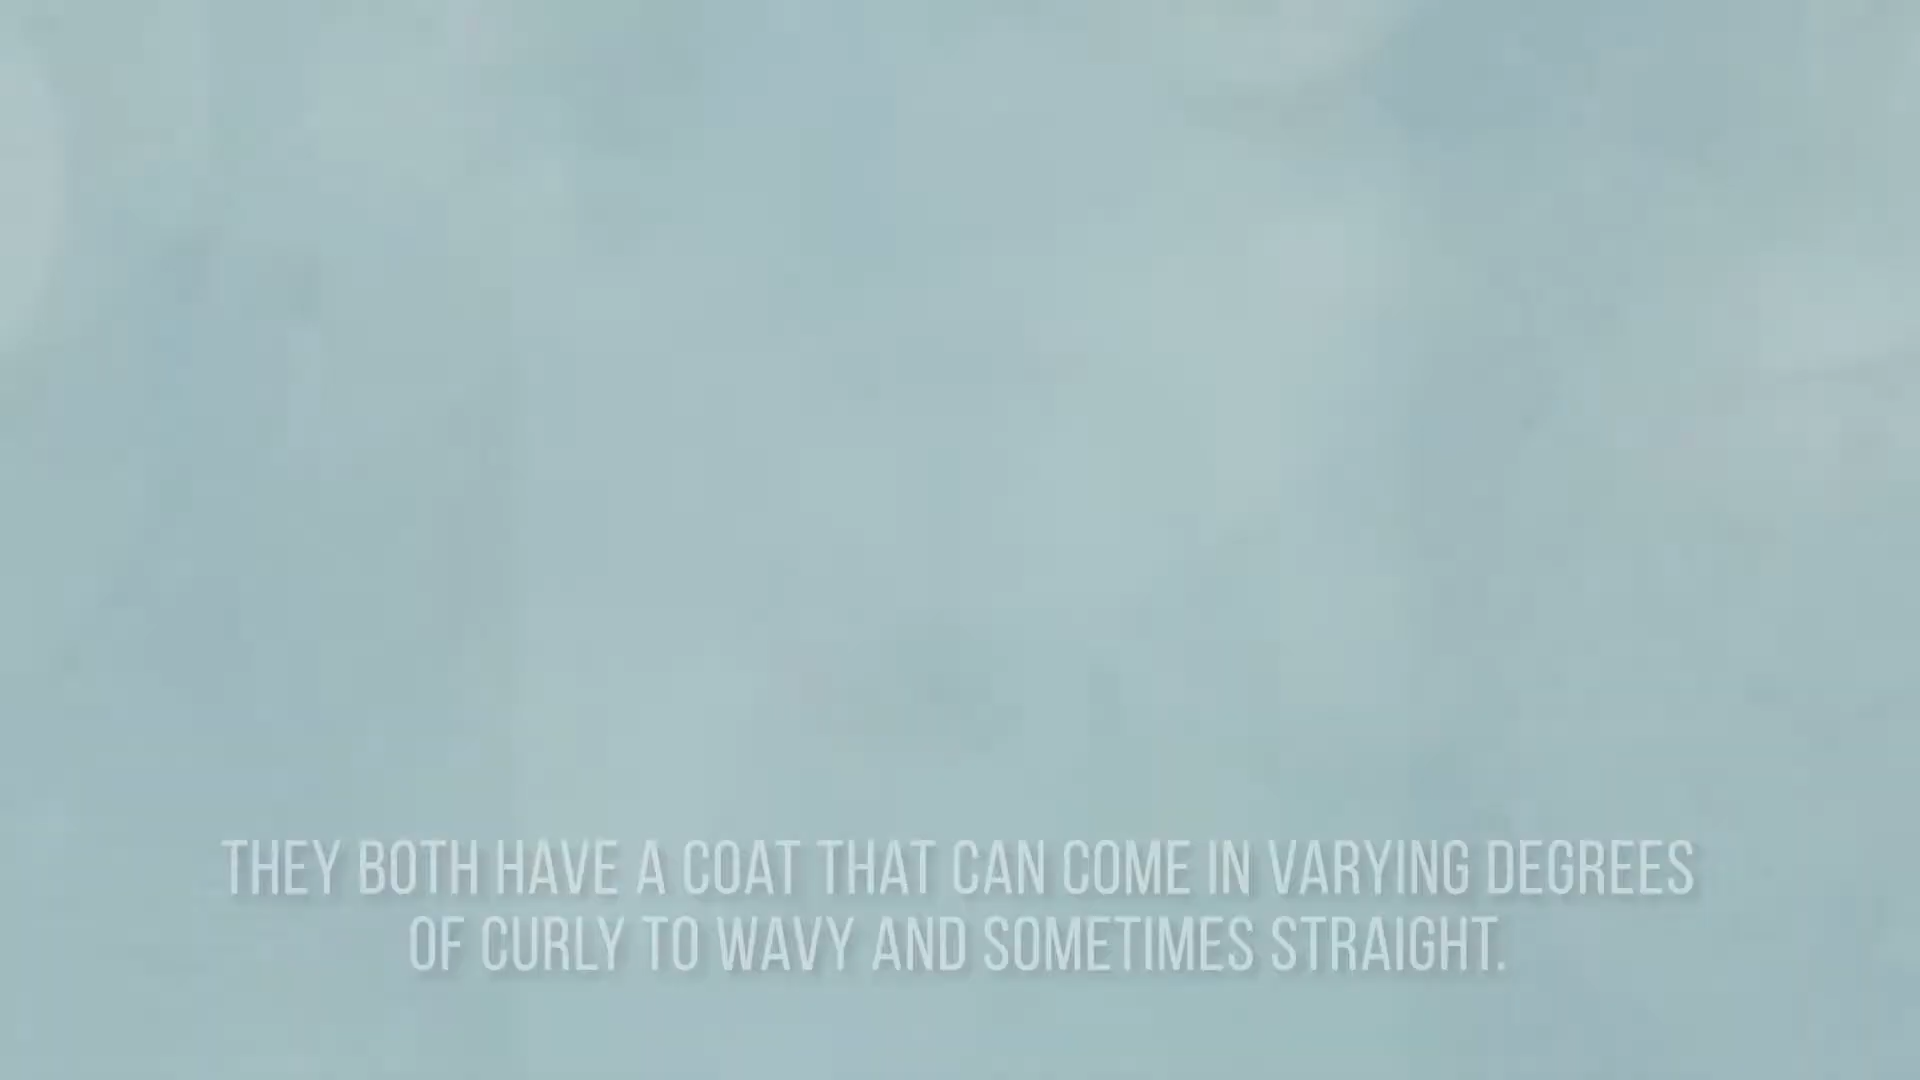 THEY BOTH HAVE A COAT THAT CAN COME IN VARYING DEGREES
OF CURLY TO WAVY AND SOMETIMES STRAIGHT.